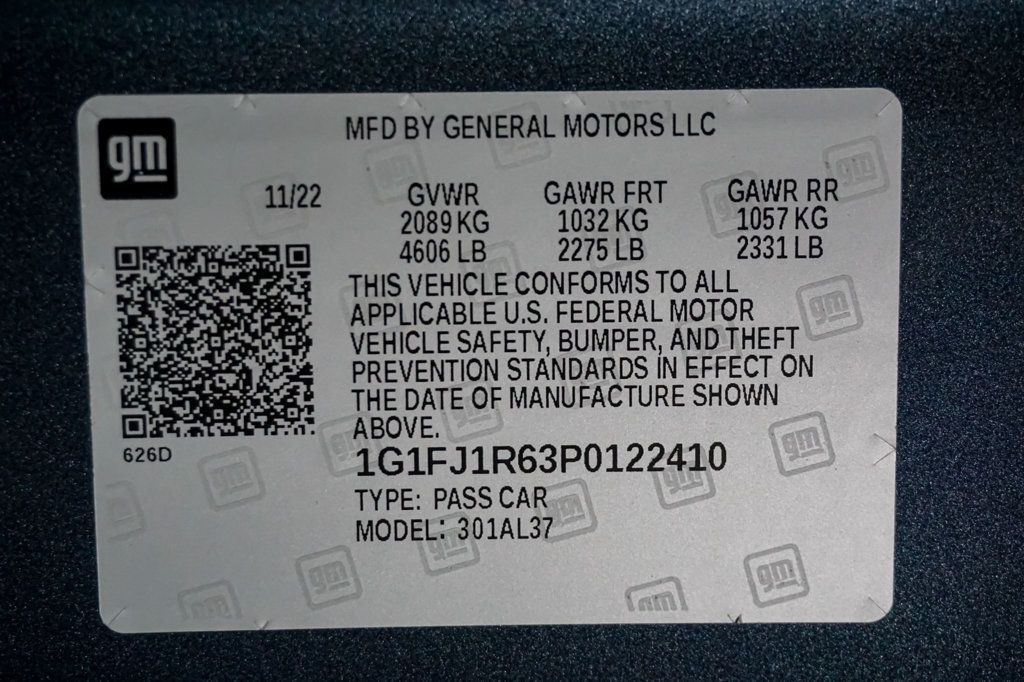 gm
MFD BY GENERAL MOTORS LLC
11/22 GVWR GAWR FRT GAWR RR
2089 KG 1032 KG 1057 KG
4606 LB 2275 LB 2331 LB
THIS VEHICLE CONFORMS TO ALL
APPLICABLE U.S. FEDERAL MOTOR
VEHICLE SAFETY, BUMPER, AND THEFT
PREVENTION STANDARDS IN EFFECT ON
THE DATE OF MANUFACTURE SHOWN
ABOVE.
626D
1G1FJ1R63P0122410
TYPE: PASS CAR
MODEL: 301AL37